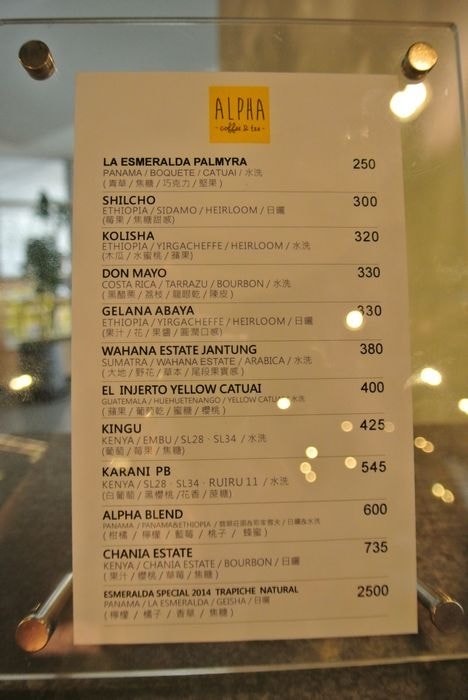 ALPHA
coffee & tea
LA ESMERALDA PALMYRA 250
PANAMA / BOQUETE / CATUAI / 水洗
( 青草 / 焦糖 / 巧克力 / 堅果 )
SHILCHO 300
ETHIOPIA / SIDAMO / HEIRLOOM / 日曬
(莓果 / 焦糖甜感)
KOLISHA 320
ETHIOPIA / YIRGACHEFFE / HEIRLOOM / 水洗
(木瓜 / 水蜜桃 / 蘋果)
DON MAYO 330
COSTA RICA / TARRAZU / BOURBON / 水洗
( 黑醋栗 / 荔枝 / 龍眼乾 / 陳皮 )
GELANA ABAYA 330
ETHIOPIA / YIRGACHEFFE / HEIRLOOM / 日曬
(果汁 / 花 / 果醬 / 圓潤口感)
WAHANA ESTATE JANTUNG 380
SUMATRA / WAHANA ESTATE / ARABICA / 水洗
( 大地 / 野花 / 草本 / 尾段果實感 )
EL INJERTO YELLOW CATUAI 400
GUATEMALA / HUEHUETENANGO / YELLOW CATUAI / 水洗
( 蘋果 / 葡萄乾 / 蜜糖 / 櫻桃 )
KINGU 425
KENYA / EMBU / SL28 · SL34 / 水洗
(葡萄 / 莓果 / 焦糖)
KARANI PB 545
KENYA / SL28 · SL34 · RUIRU 11 / 水洗
(白葡萄 / 黑櫻桃 /花香 / 蔗糖)
ALPHA BLEND 600
PANAMA / PANAMA&ETHIOPIA / 日曬&水洗
( 柑橘 / 檸檬 / 藍莓 / 桃子 / 蜂蜜 )
CHANIA ESTATE 735
KENYA / CHANIA ESTATE / BOURBON / 日曬
( 果汁 / 櫻桃 / 草莓 / 焦糖 )
ESMERALDA SPECIAL 2014 TRAPICHE NATURAL 2500
PANAMA / LA ESMERALDA / GEISHA / 日曬
( 檸檬 / 橘子 / 香草 / 焦糖 )